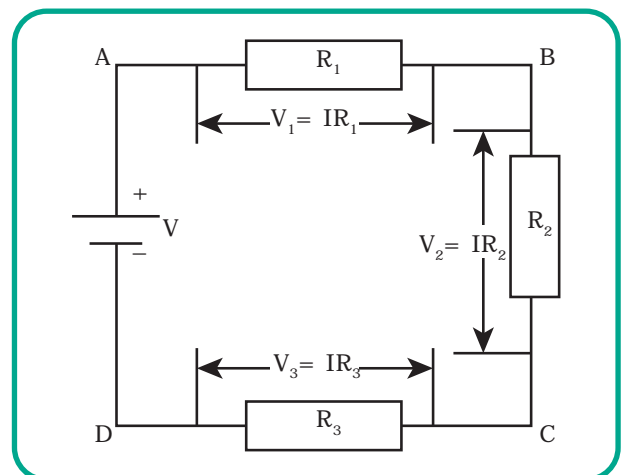 A R₁ B
V₁= IR₁
+
V
–
R₂
V₂= IR₂
V₃= IR₃
D R₃ C